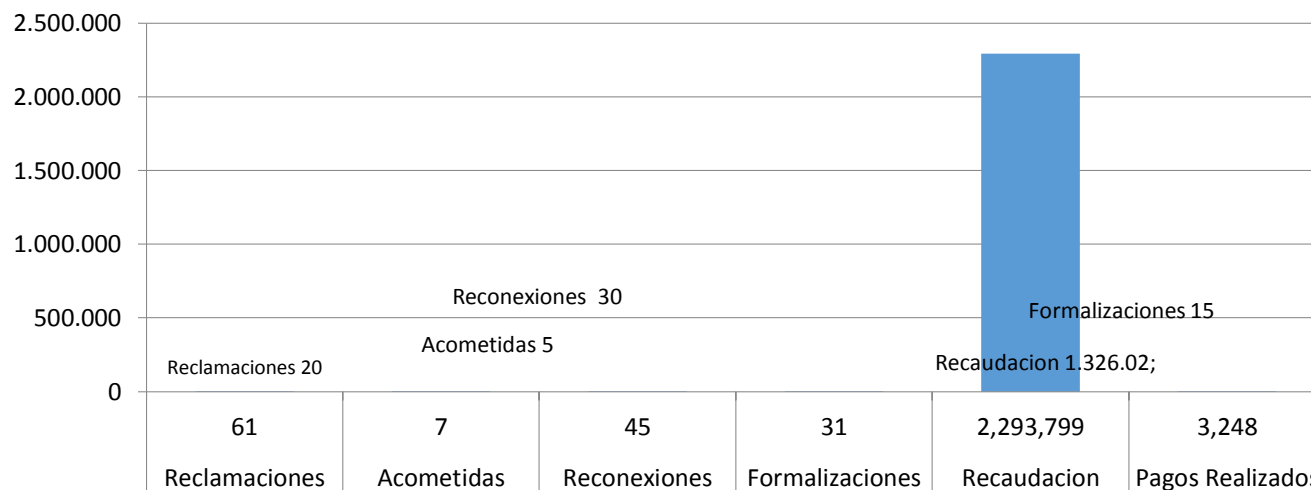 2.500.000
2.000.000
1.500.000
1.000.000
500.000
0
Reconexiones 30
Formalizaciones 15
Acometidas 5
Reclamaciones 20
Recaudacion 1.326.02;
61 7 45 31 2,293,799 3,248
Reclamaciones Acometidas Reconexiones Formalizaciones Recaudacion Pagos Realizados